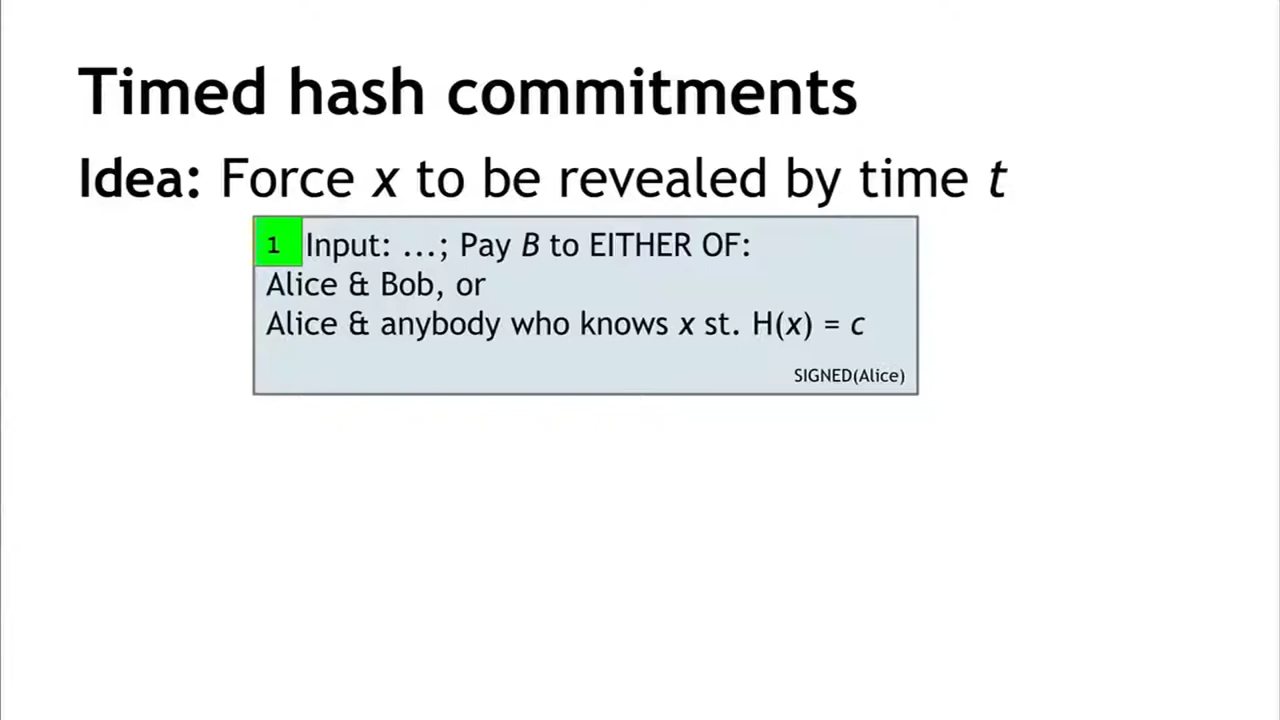 Timed hash commitments
Idea: Force x to be revealed by time t
1 Input: ...; Pay B to EITHER OF:
Alice & Bob, or
Alice & anybody who knows x st. H(x) = c
SIGNED(Alice)